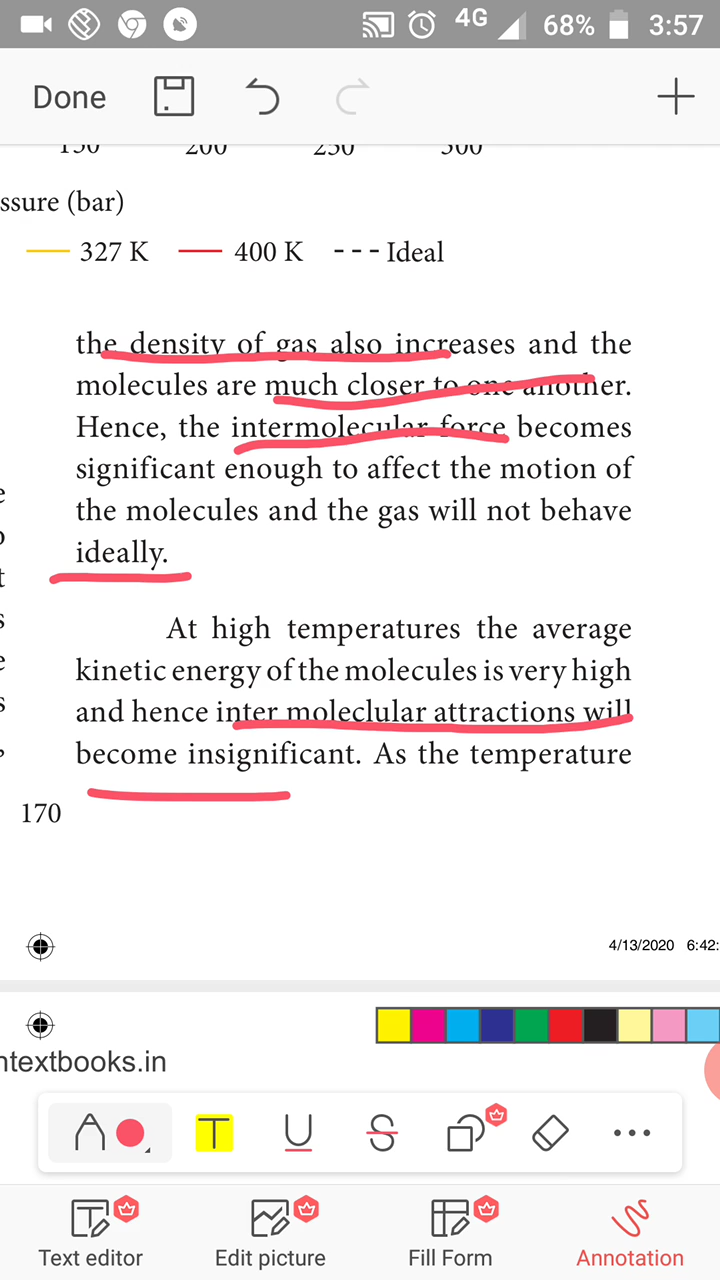 4G 68% 3:57
Done
150 200 250 300
ssure (bar)
327 K 400 K Ideal
the density of gas also increases and the
molecules are much closer to one another.
Hence, the intermolecular force becomes
significant enough to affect the motion of
the molecules and the gas will not behave
ideally.
At high temperatures the average
kinetic energy of the molecules is very high
and hence inter moleclular attractions will
become insignificant. As the temperature
170
4/13/2020 6:42:
ntextbooks.in
Text editor Edit picture Fill Form Annotation